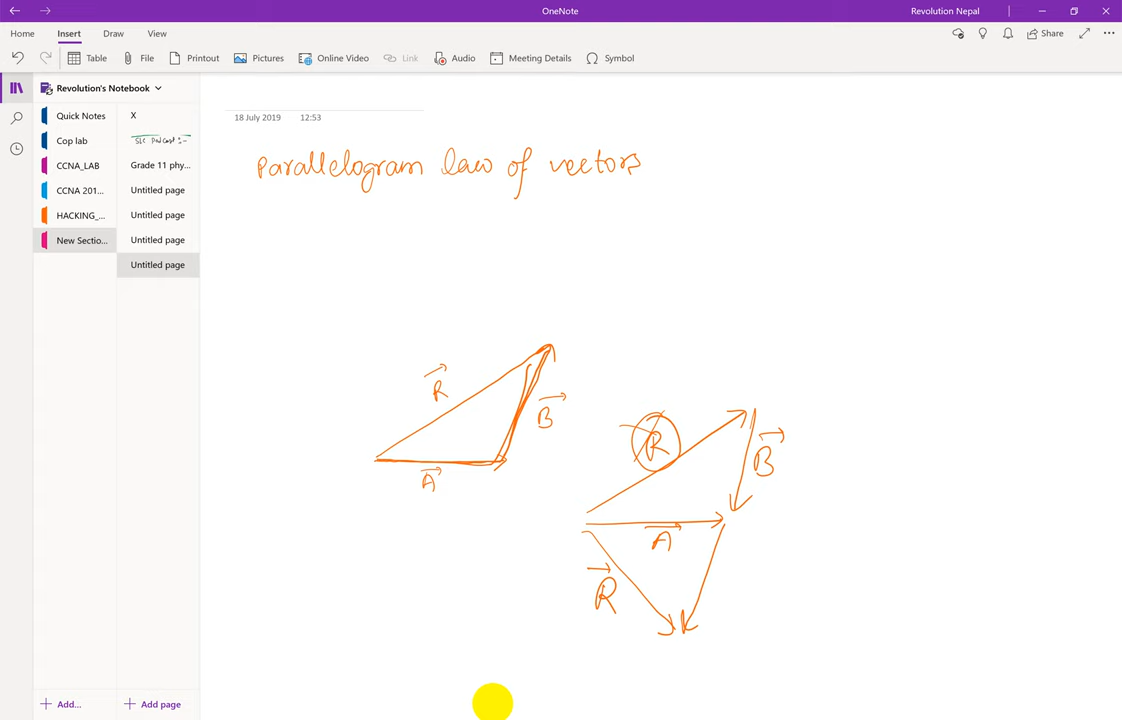 OneNote
Revolution Nepal
Home Insert Draw View
Share
Table File Printout Pictures Online Video Link Audio Meeting Details Symbol
Revolution's Notebook
Quick Notes
Cop lab
CCNA_LAB
CCNA 201...
HACKING_...
New Sectio...
X
Grade 11 phy...
Untitled page
Untitled page
Untitled page
Untitled page
Add...
Add page
18 July 2019 12:53
Parallelogram law of vectors
R
B
A
R
B
A
R